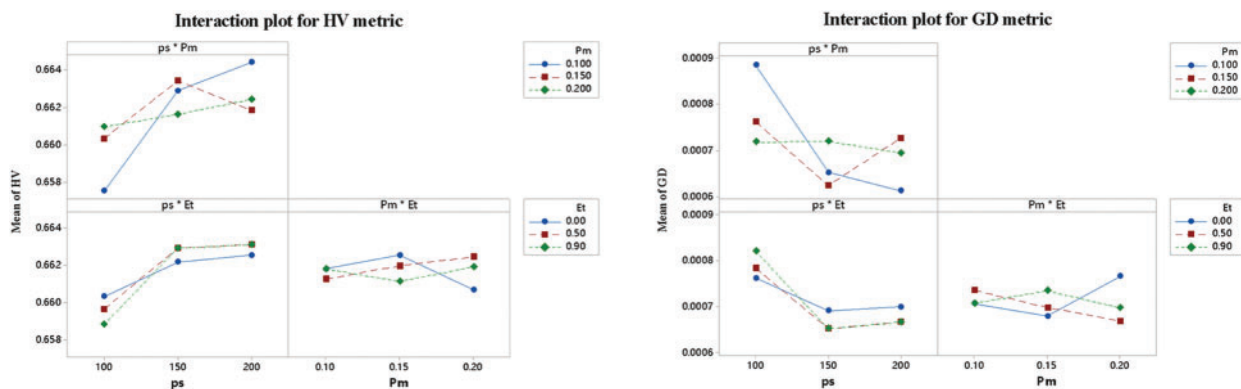 Interaction plot for HV metric
ps * Pm
0.664
0.662
0.660
0.658
Pm
0.100
0.150
0.200
Mean of HV
ps * Et
Pm * Et
0.664
0.662
0.660
0.658
Et
0.00
0.50
0.90
100
150
200
0.10
0.15
0.20
ps
Pm
Interaction plot for GD metric
ps * Pm
0.0009
0.0008
0.0007
0.0006
Pm
0.100
0.150
0.200
Mean of GD
ps * Et
Pm * Et
0.0009
0.0008
0.0007
0.0006
Et
0.00
0.50
0.90
100
150
200
0.10
0.15
0.20
ps
Pm